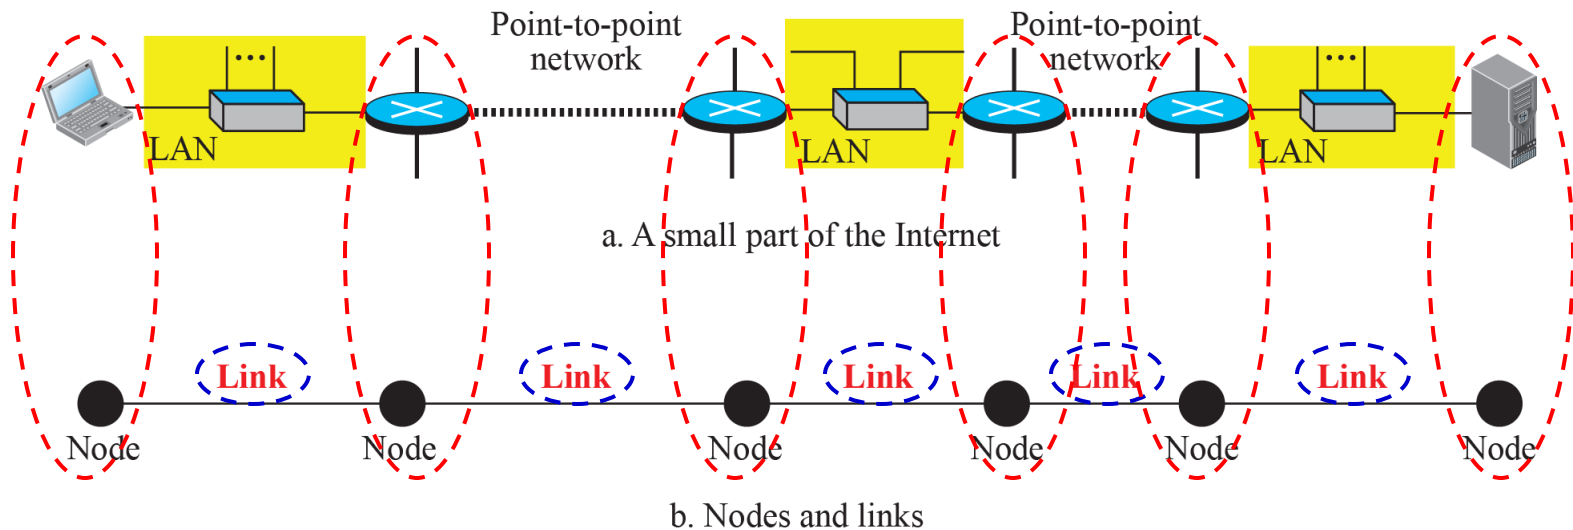 Point-to-point
network
Point-to-point
network
LAN
LAN
LAN
a. A small part of the Internet
Link
Link
Link
Link
Link
Node
Node
Node
Node
Node
Node
b. Nodes and links